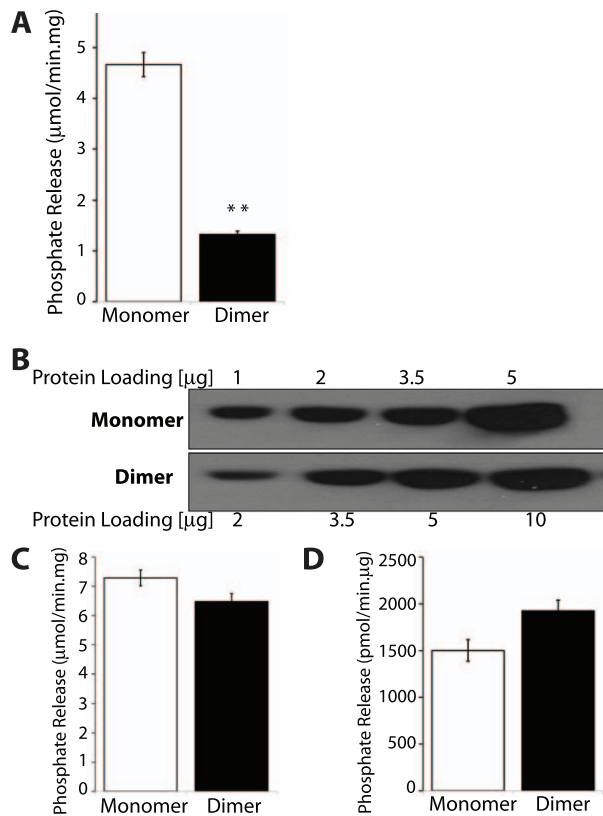 A
Phosphate Release (μmol/min.mg)
5
4
3
2
1
0
**
Monomer Dimer
B
Protein Loading [μg] 1 2 3.5 5
Monomer
Dimer
Protein Loading [μg] 2 3.5 5 10
C
Phosphate Release (μmol/min.mg)
8
7
6
5
4
3
2
1
0
Monomer Dimer
D
Phosphate Release (pmol/min.μg)
2500
2000
1500
1000
500
0
Monomer Dimer